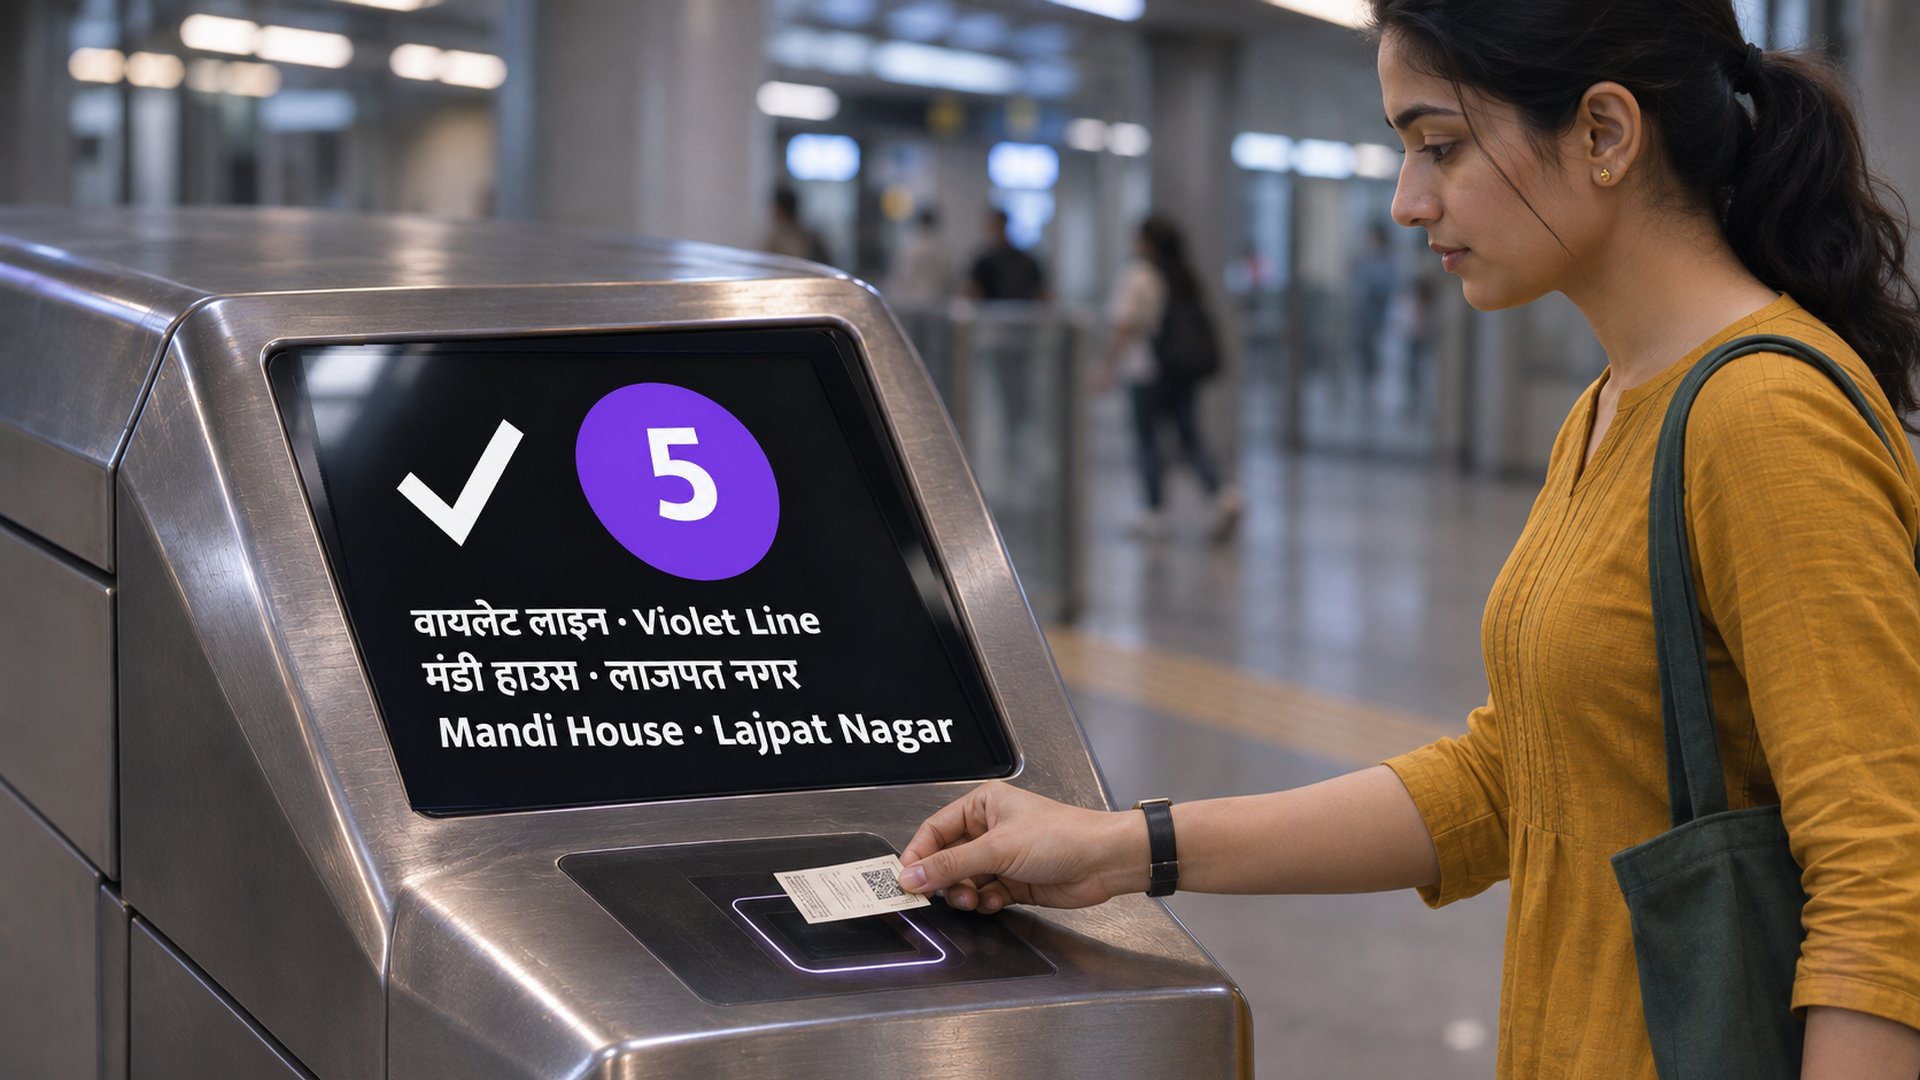 5
वायलेट लाइन · Violet Line
मंडी हाउस · लाजपत नगर
Mandi House · Lajpat Nagar